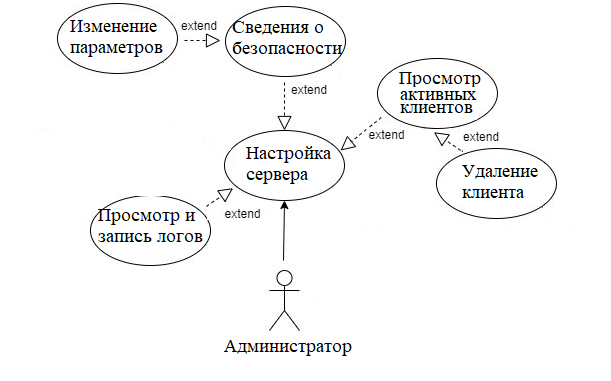 Изменение
параметров
extend
Сведения о
безопасности
extend
Просмотр
активных
клиентов
extend
extend
Удаление
клиента
Настройка
сервера
Просмотр и
запись логов
extend
Администратор